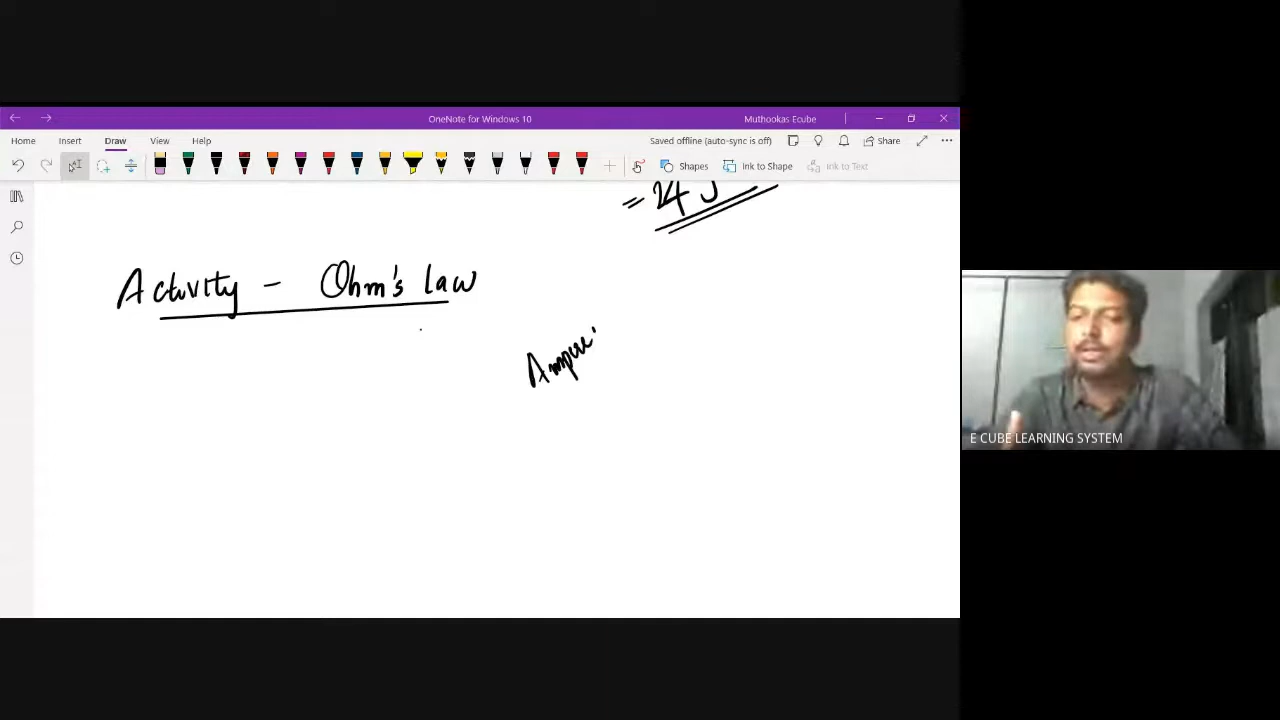 OneNote for Windows 10
Muthookas Ecube
Home Insert Draw View Help
Saved offline (auto-sync is off)
Share
Shapes
Ink to Shape
Ink to Text
= 24 J
Activity - Ohm's law
E CUBE LEARNING SYSTEM